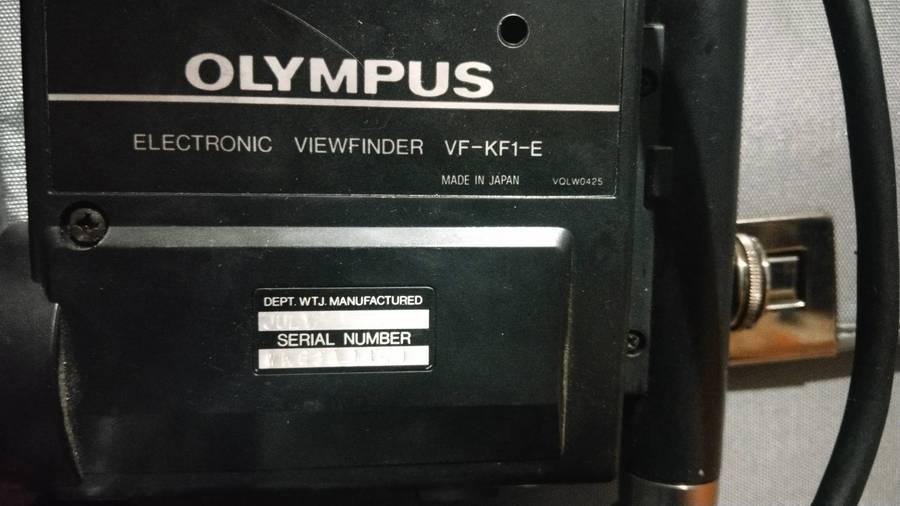 OLYMPUS
ELECTRONIC VIEWFINDER VF-KF1-E
MADE IN JAPAN VQLW0425
DEPT. WTJ. MANUFACTURED
SERIAL NUMBER